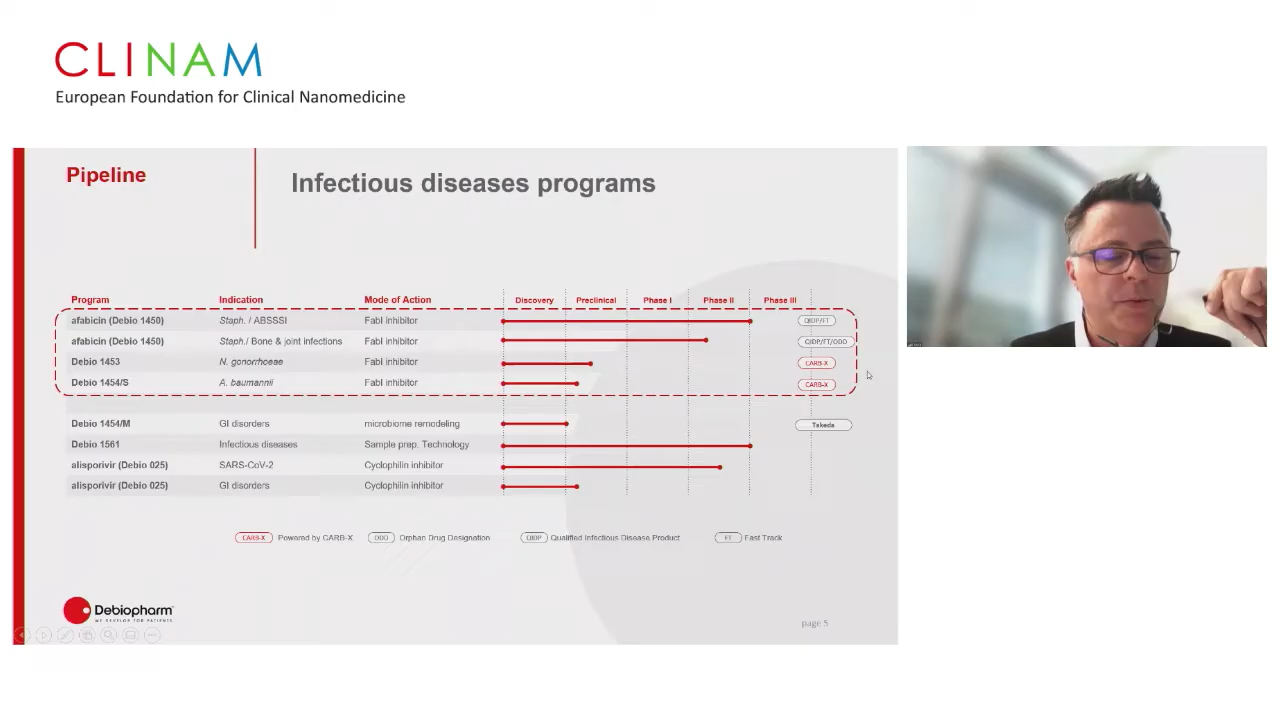 CLINAM
European Foundation for Clinical Nanomedicine
Pipeline
Infectious diseases programs
Program Indication Mode of Action Discovery Preclinical Phase I Phase II Phase III
afabicin (Debio 1450) Staph. / ABSSSI FabI inhibitor QIDP/FT
afabicin (Debio 1450) Staph./ Bone & joint infections FabI inhibitor QIDP/FT/ODD
Debio 1453 N. gonorrhoeae FabI inhibitor CARB-X
Debio 1454/S A. baumannii FabI inhibitor CARB-X
Debio 1454/M GI disorders microbiome remodeling Takeda
Debio 1561 Infectious diseases Sample prep. Technology
alisporivir (Debio 025) SARS-CoV-2 Cyclophilin inhibitor
alisporivir (Debio 025) GI disorders Cyclophilin inhibitor
CARB-X Powered by CARB-X ODD Orphan Drug Designation QIDP Qualified Infectious Disease Product FT Fast Track
Debiopharm
WE DEVELOP FOR PATIENTS
page 5